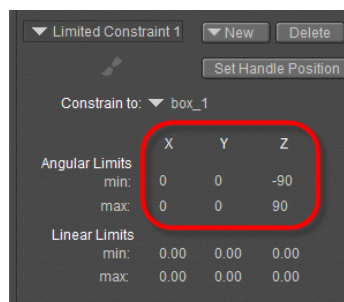 Limited Constraint 1 New Delete
Set Handle Position
Constrain to: box_1
X Y Z
Angular Limits
min: 0 0 -90
max: 0 0 90
Linear Limits
min: 0.00 0.00 0.00
max: 0.00 0.00 0.00